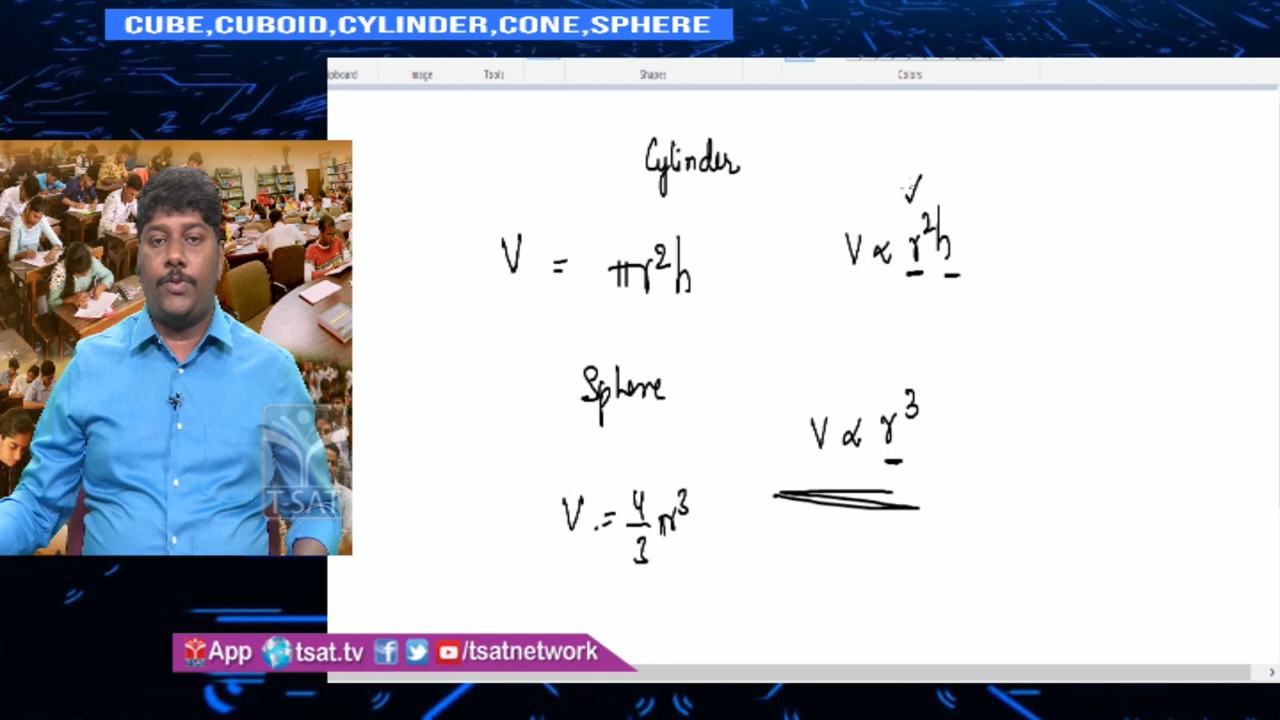 CUBE,CUBOID,CYLINDER,CONE,SPHERE
Image Tools Shapes Colors
Cylinder
V = πr²h
V ∝ r²h
Sphere
V ∝ r³
V = 4/3 πr³
T-SAT
App tsat.tv /tsatnetwork